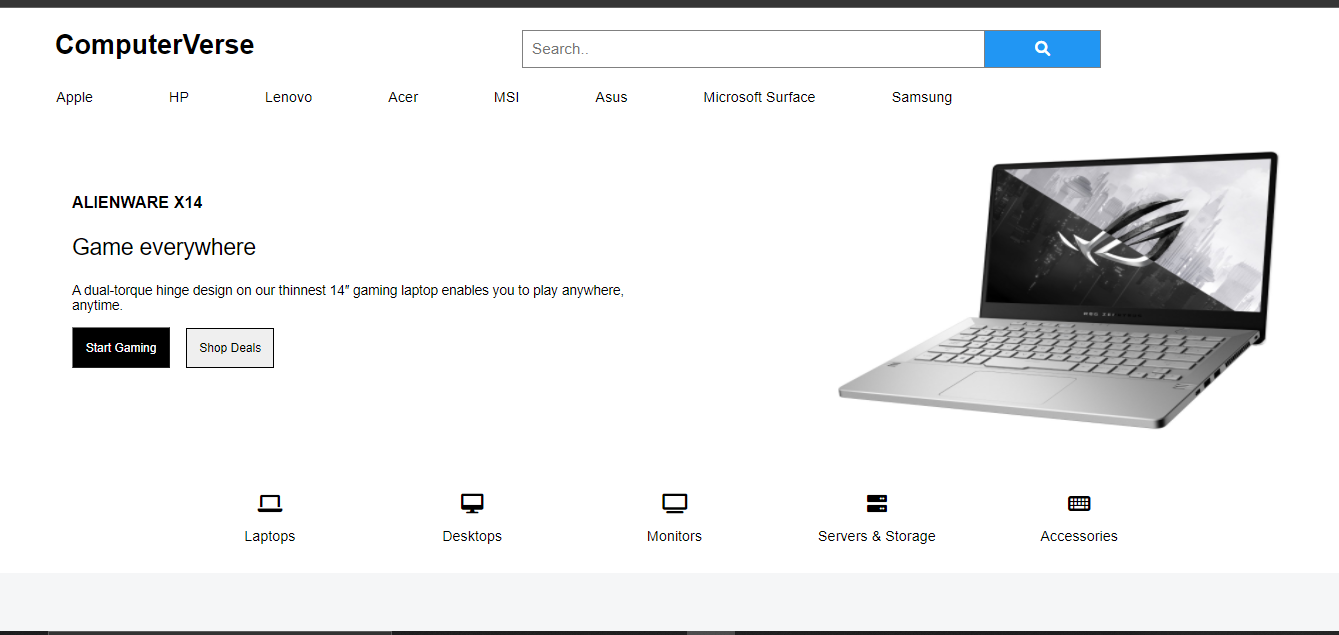 ComputerVerse
Search..
Apple HP Lenovo Acer MSI Asus Microsoft Surface Samsung
ALIENWARE X14
Game everywhere
A dual-torque hinge design on our thinnest 14" gaming laptop enables you to play anywhere,
anytime.
Start Gaming Shop Deals
Laptops Desktops Monitors Servers & Storage Accessories